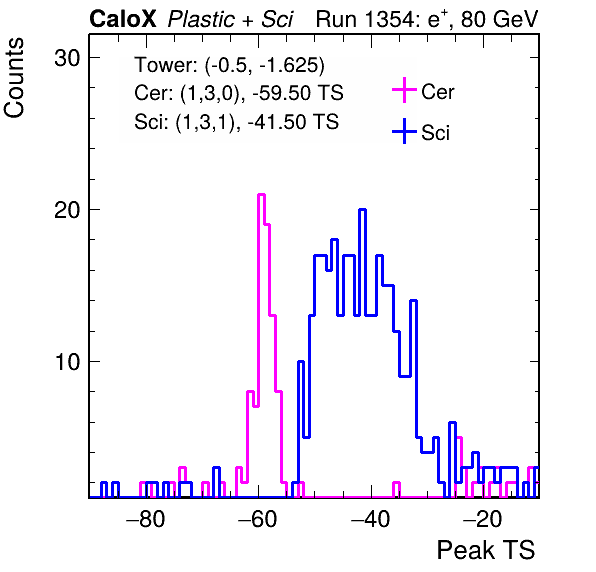 CaloX Plastic + Sci Run 1354: e+, 80 GeV
Counts
30
20
10
Tower: (-0.5, -1.625)
Cer: (1,3,0), -59.50 TS
Sci: (1,3,1), -41.50 TS
Cer
Sci
−80 −60 −40 −20
Peak TS